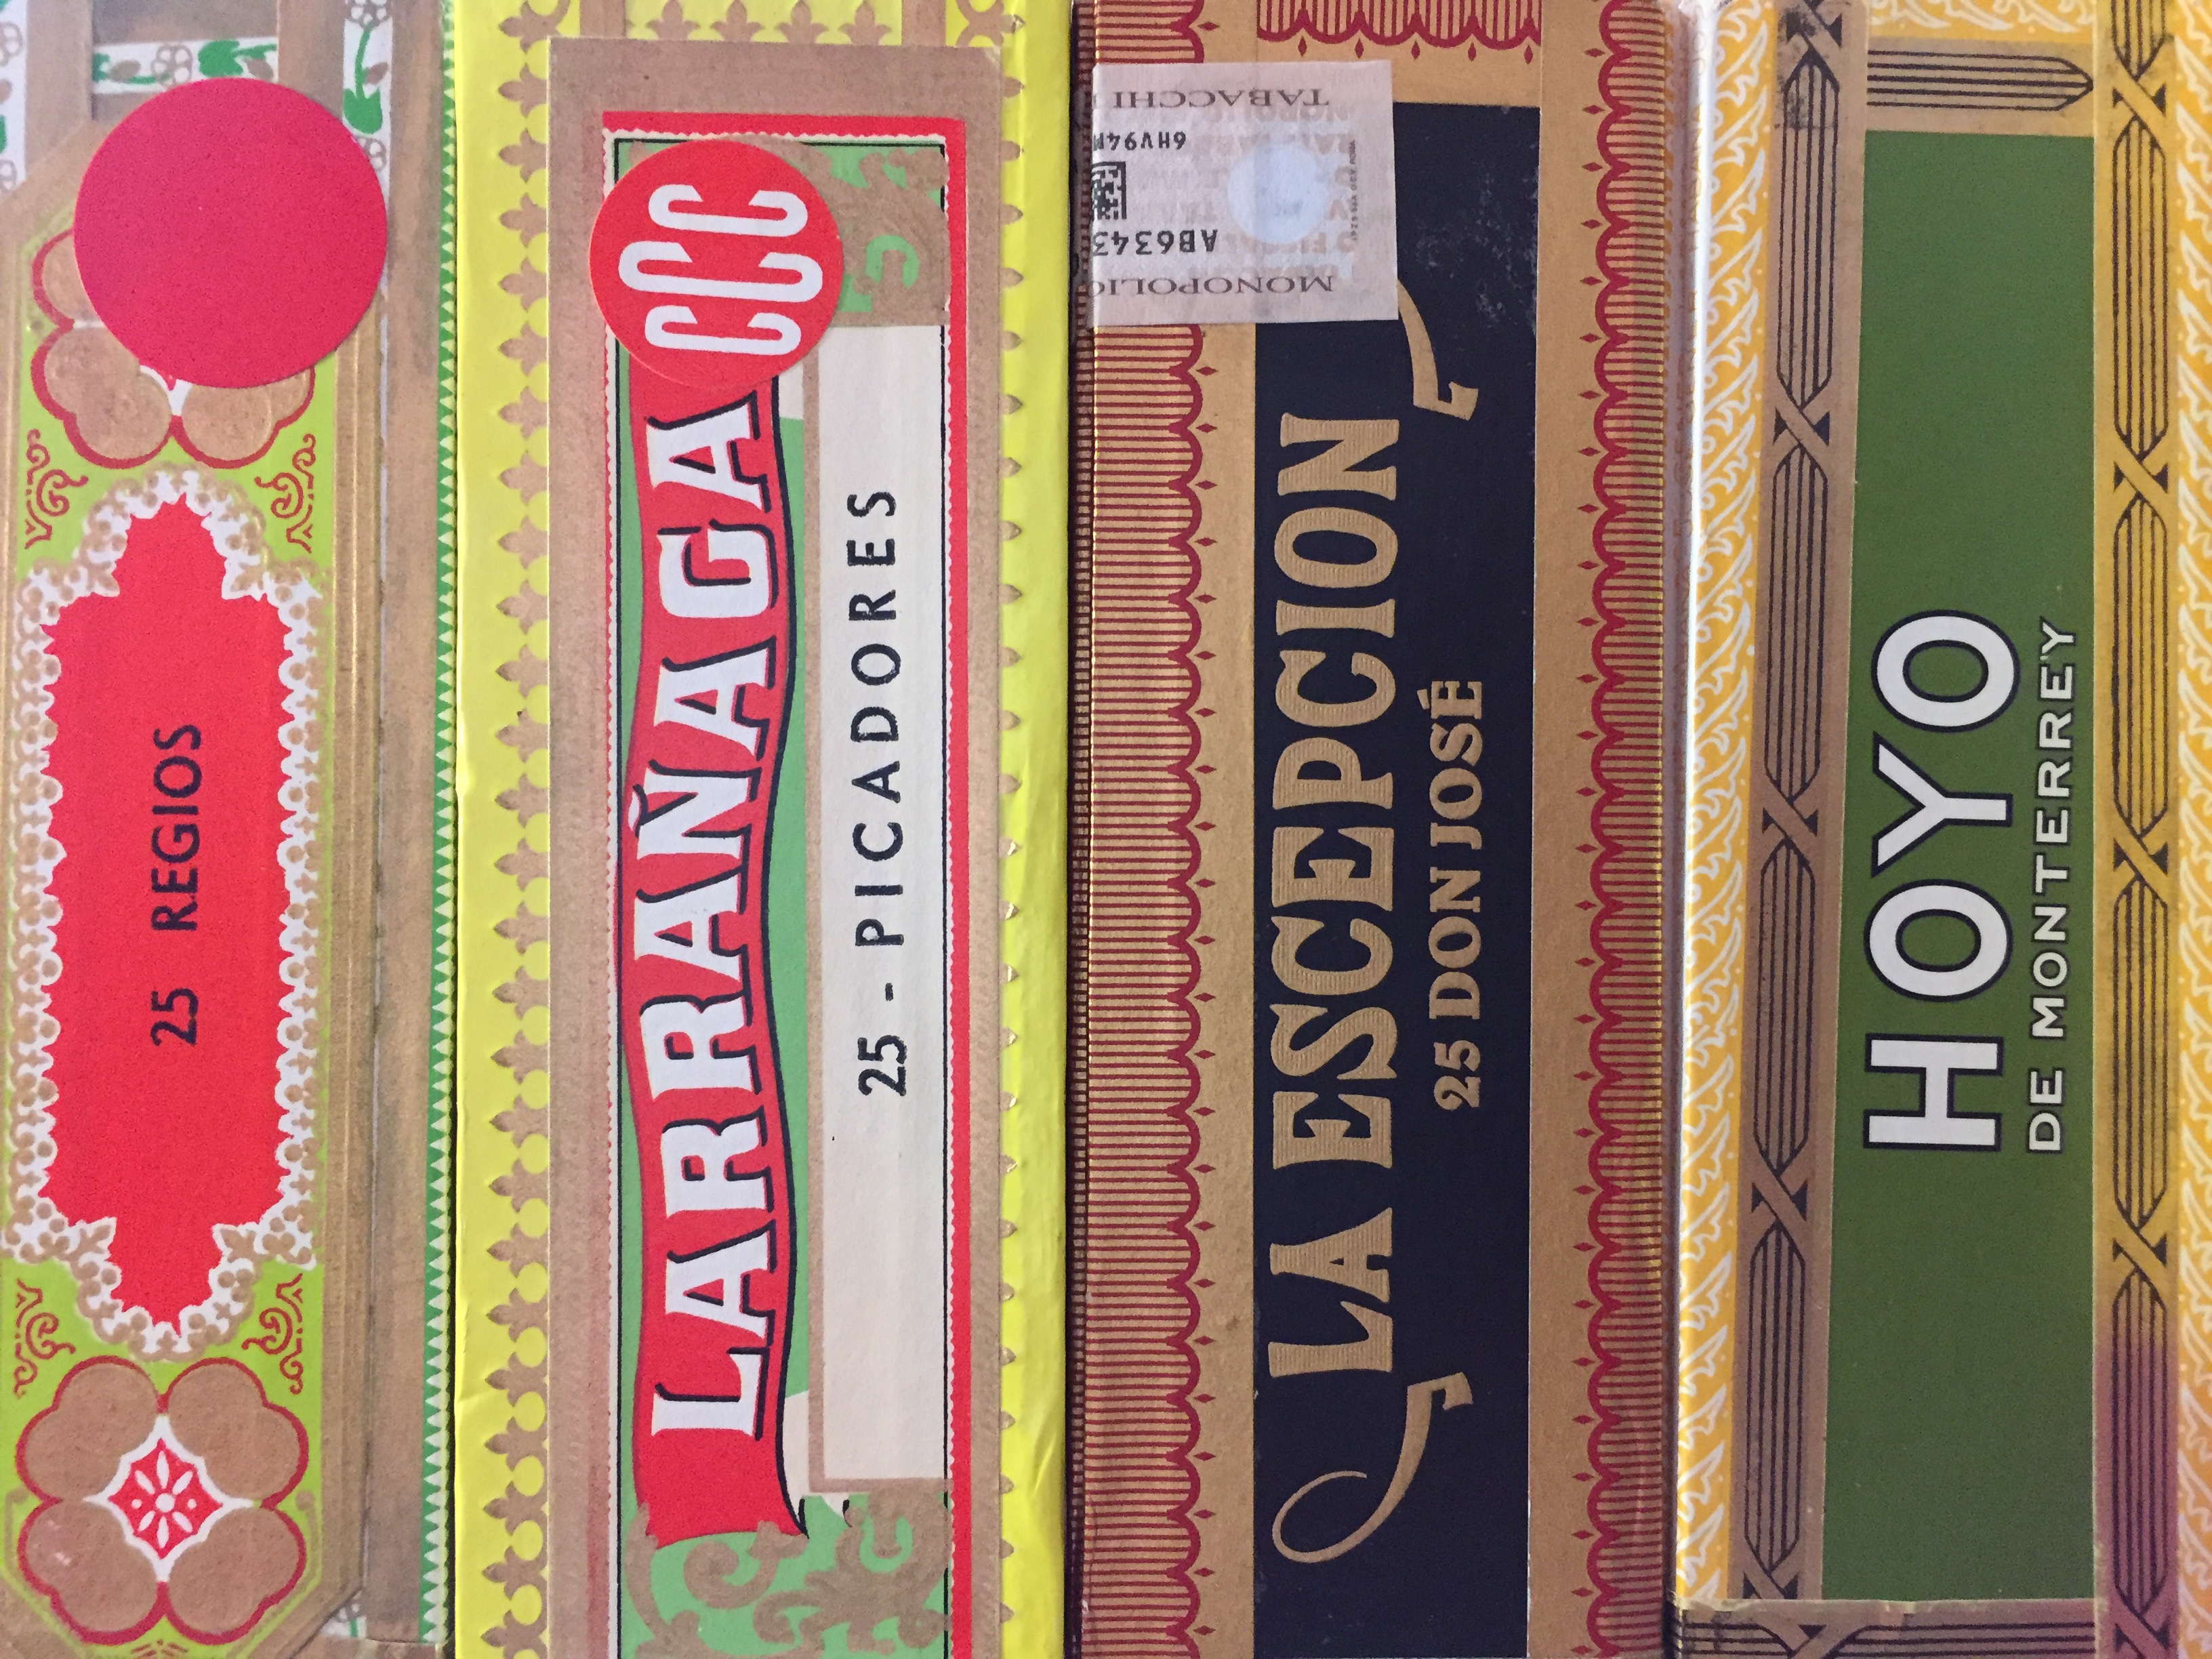 25 REGIOS
CCC
LARRAÑAGA
25 - PICADORES
TABACCHI
6HV94M
AB6343
MONOPOLIO
LA ESCEPCION
25 DON JOSÉ
HOYO
DE MONTERREY